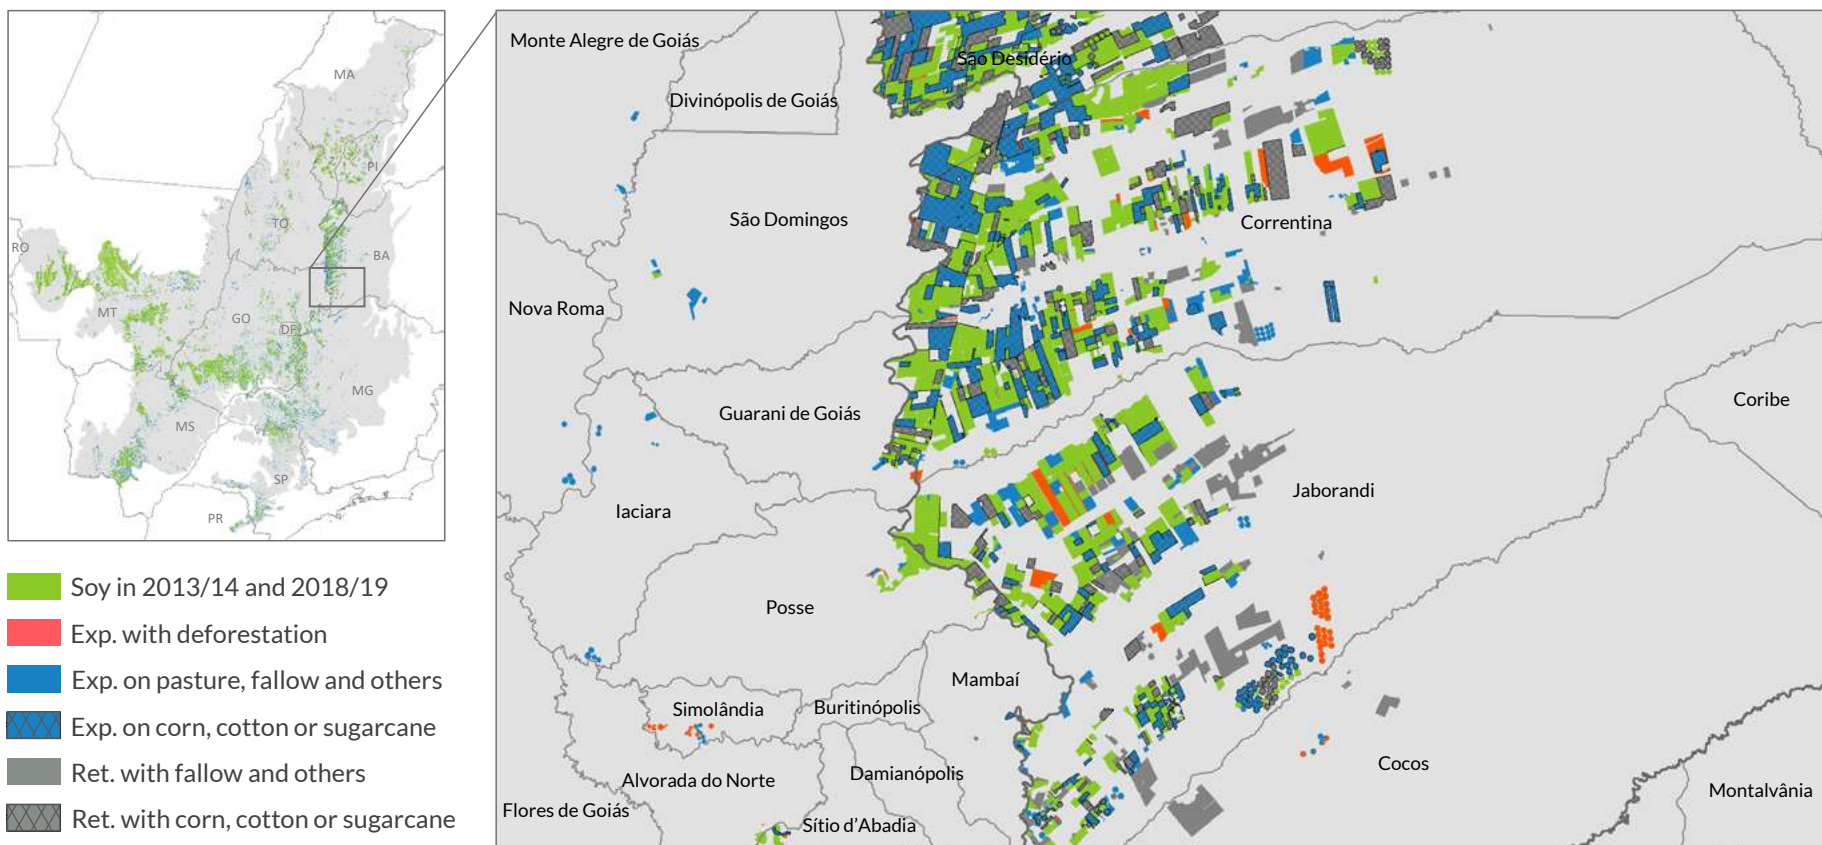 MA
PI
TO
RO
BA
MT
GO
DF
MG
MS
SP
PR
Soy in 2013/14 and 2018/19
Exp. with deforestation
Exp. on pasture, fallow and others
Exp. on corn, cotton or sugarcane
Ret. with fallow and others
Ret. with corn, cotton or sugarcane
Monte Alegre de Goiás
São Desidério
Divinópolis de Goiás
São Domingos
Correntina
Nova Roma
Guarani de Goiás
Coribe
Jaborandi
Iaciara
Posse
Mambaí
Simolândia
Buritinópolis
Damianópolis
Cocos
Alvorada do Norte
Montalvânia
Flores de Goiás
Sítio d'Abadia